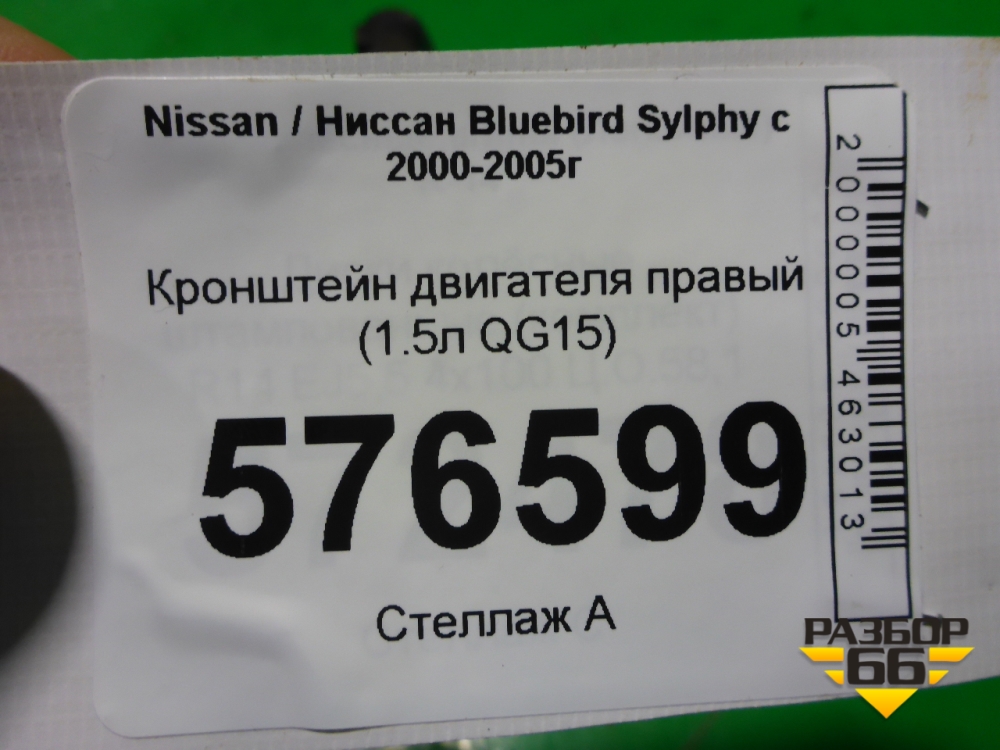 Nissan / Ниссан Bluebird Sylphy с
2000-2005г
Кронштейн двигателя правый
(1.5л QG15)
576599
Стеллаж А
2000005463013
РАЗБОР
66